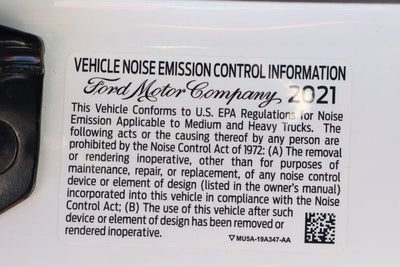 VEHICLE NOISE EMISSION CONTROL INFORMATION
Ford Motor Company 2021
This Vehicle Conforms to U.S. EPA Regulations for Noise
Emission Applicable to Medium and Heavy Trucks. The
following acts or the causing thereof by any person are
prohibited by the Noise Control Act of 1972: (A) The removal
or rendering inoperative, other than for purposes of
maintenance, repair, or replacement, of any noise control
device or element of design (listed in the owner's manual)
incorporated into this vehicle in compliance with the Noise
Control Act; (B) The use of this vehicle after such
device or element of design has been removed or
rendered inoperative.
MU5A-19A347-AA